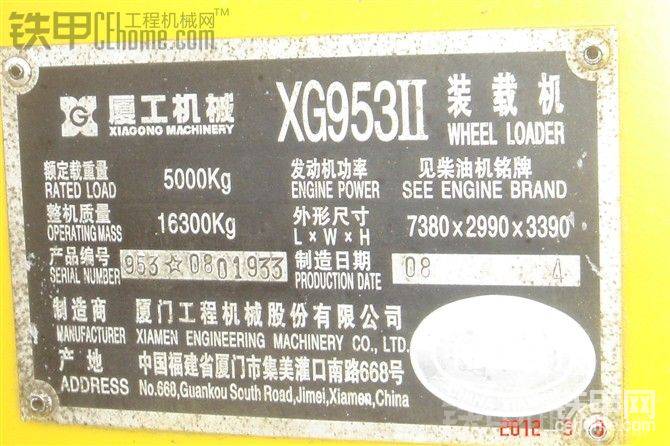 铁甲 工程机械网
CEhome.com
厦工机械
XIAGONG MACHINERY
XG953II 装载机
WHEEL LOADER
额定载重量 5000Kg 发动机功率 见柴油机铭牌
RATED LOAD ENGINE POWER SEE ENGINE BRAND
整机质量 16300Kg 外形尺寸 7380×2990×3390
OPERATING MASS L×W×H
产品编号 953☆0801933 制造日期 08 4
SERIAL NUMBER PRODUCTION DATE
制造商 厦门工程机械股份有限公司
MANUFACTURER XIAMEN ENGINEERING MACHINERY CO., LTD.
产地 中国福建省厦门市集美灌口南路668号
ADDRESS No.668,Guankou South Road,Jimei,Xiamen,China
2012